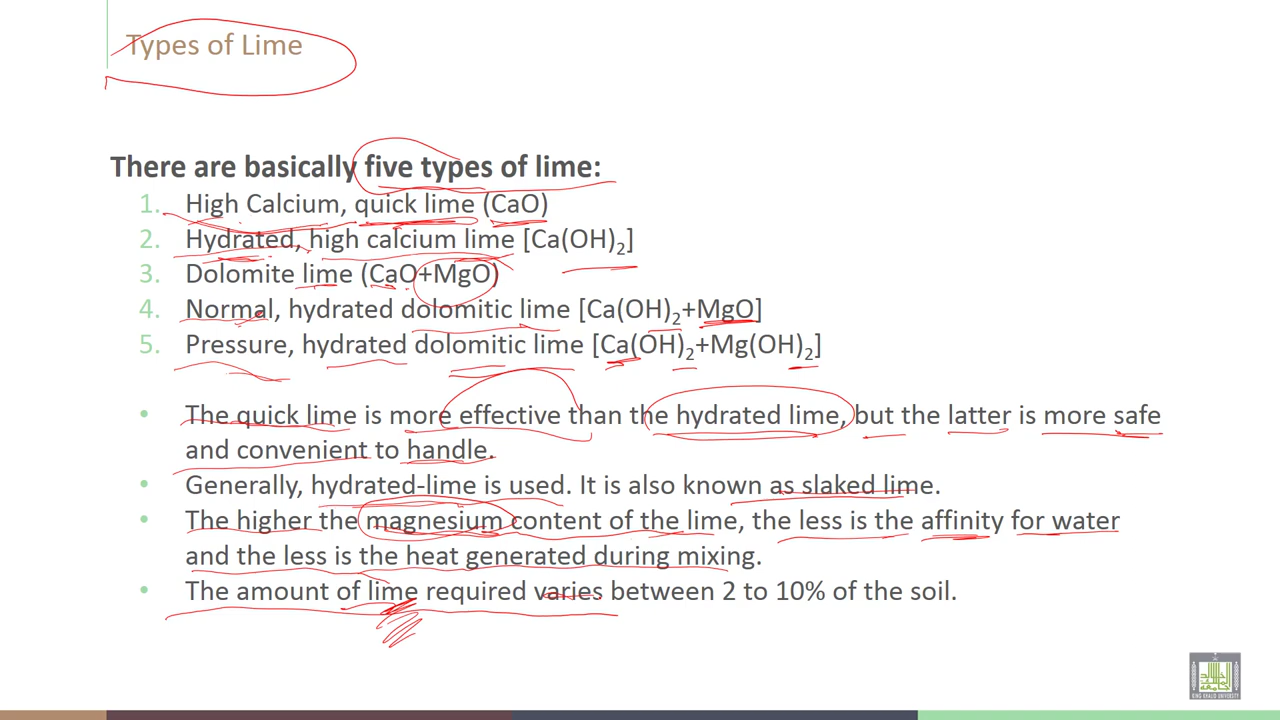 Types of Lime
There are basically five types of lime:
1. High Calcium, quick lime (CaO)
2. Hydrated, high calcium lime [Ca(OH)₂]
3. Dolomite lime (CaO+MgO)
4. Normal, hydrated dolomitic lime [Ca(OH)₂+MgO]
5. Pressure, hydrated dolomitic lime [Ca(OH)₂+Mg(OH)₂]
• The quick lime is more effective than the hydrated lime, but the latter is more safe
and convenient to handle.
• Generally, hydrated-lime is used. It is also known as slaked lime.
• The higher the magnesium content of the lime, the less is the affinity for water
and the less is the heat generated during mixing.
• The amount of lime required varies between 2 to 10% of the soil.
KING KHALID UNIVERSITY